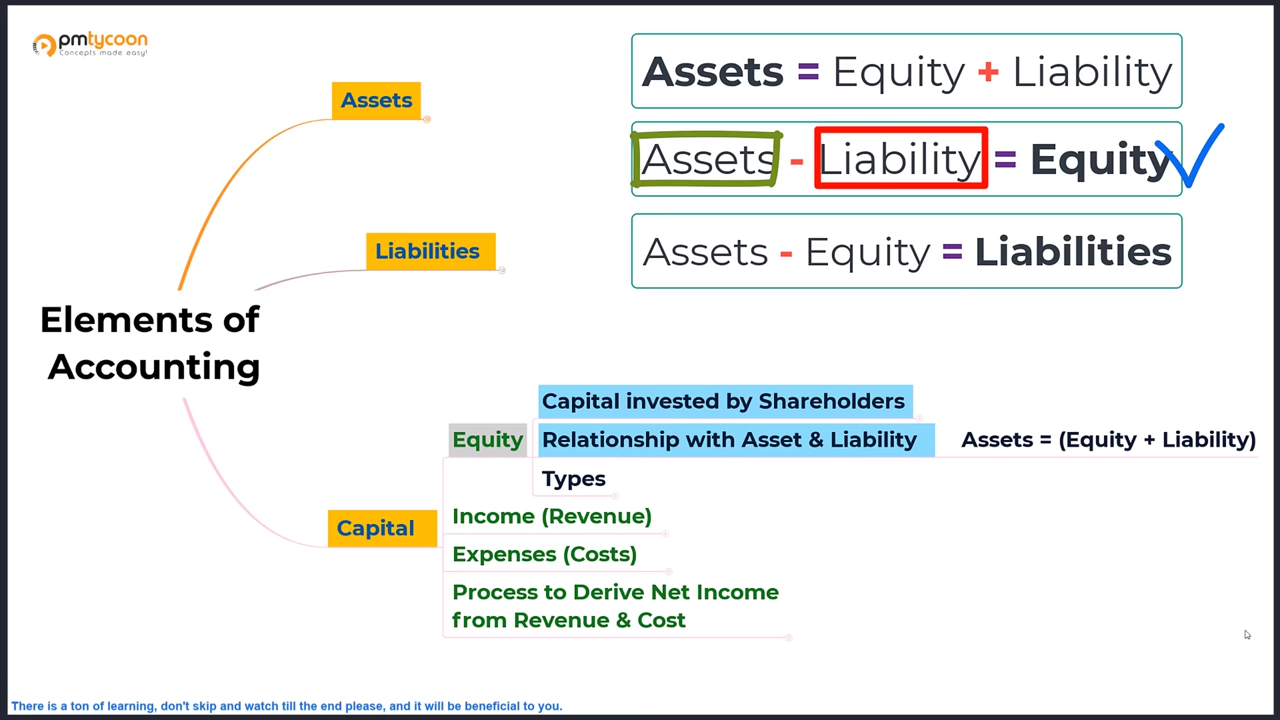 pmtycoon
Concepts made easy!
Assets = Equity + Liability
Assets - Liability = Equity
Assets - Equity = Liabilities
Assets
Liabilities
Elements of
Accounting
Capital
Equity
Capital invested by Shareholders
Relationship with Asset & Liability
Assets = (Equity + Liability)
Types
Income (Revenue)
Expenses (Costs)
Process to Derive Net Income
from Revenue & Cost
There is a ton of learning, don't skip and watch till the end please, and it will be beneficial to you.